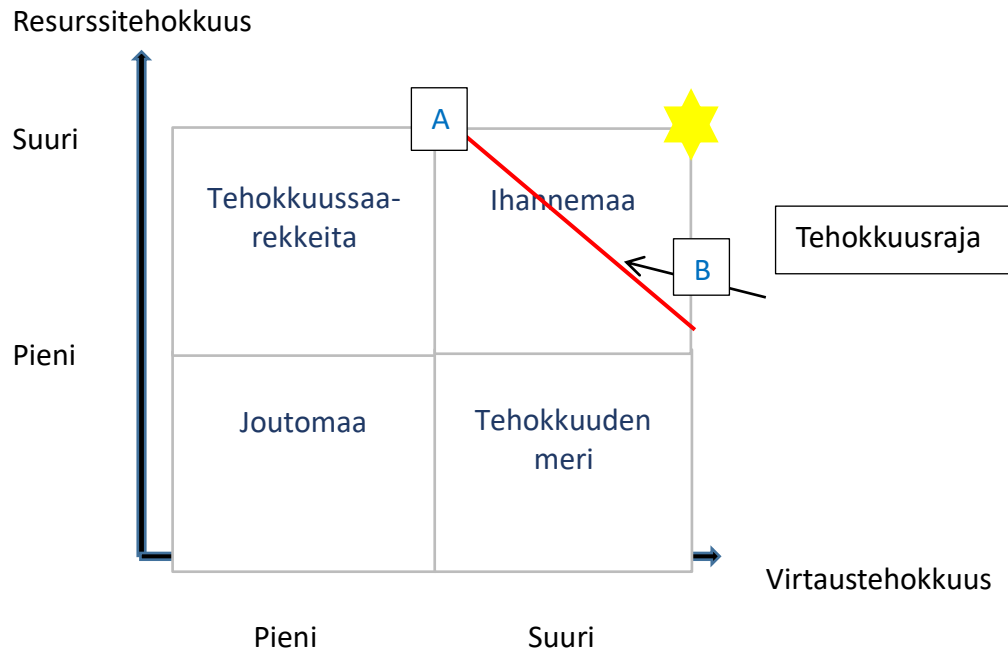 Resurssitehokkuus
Suuri
A
Tehokkuussaa-
rekkeita
Ihannemaa
Tehokkuusraja
B
Pieni
Joutomaa
Tehokkuuden
meri
Virtaustehokkuus
Pieni
Suuri